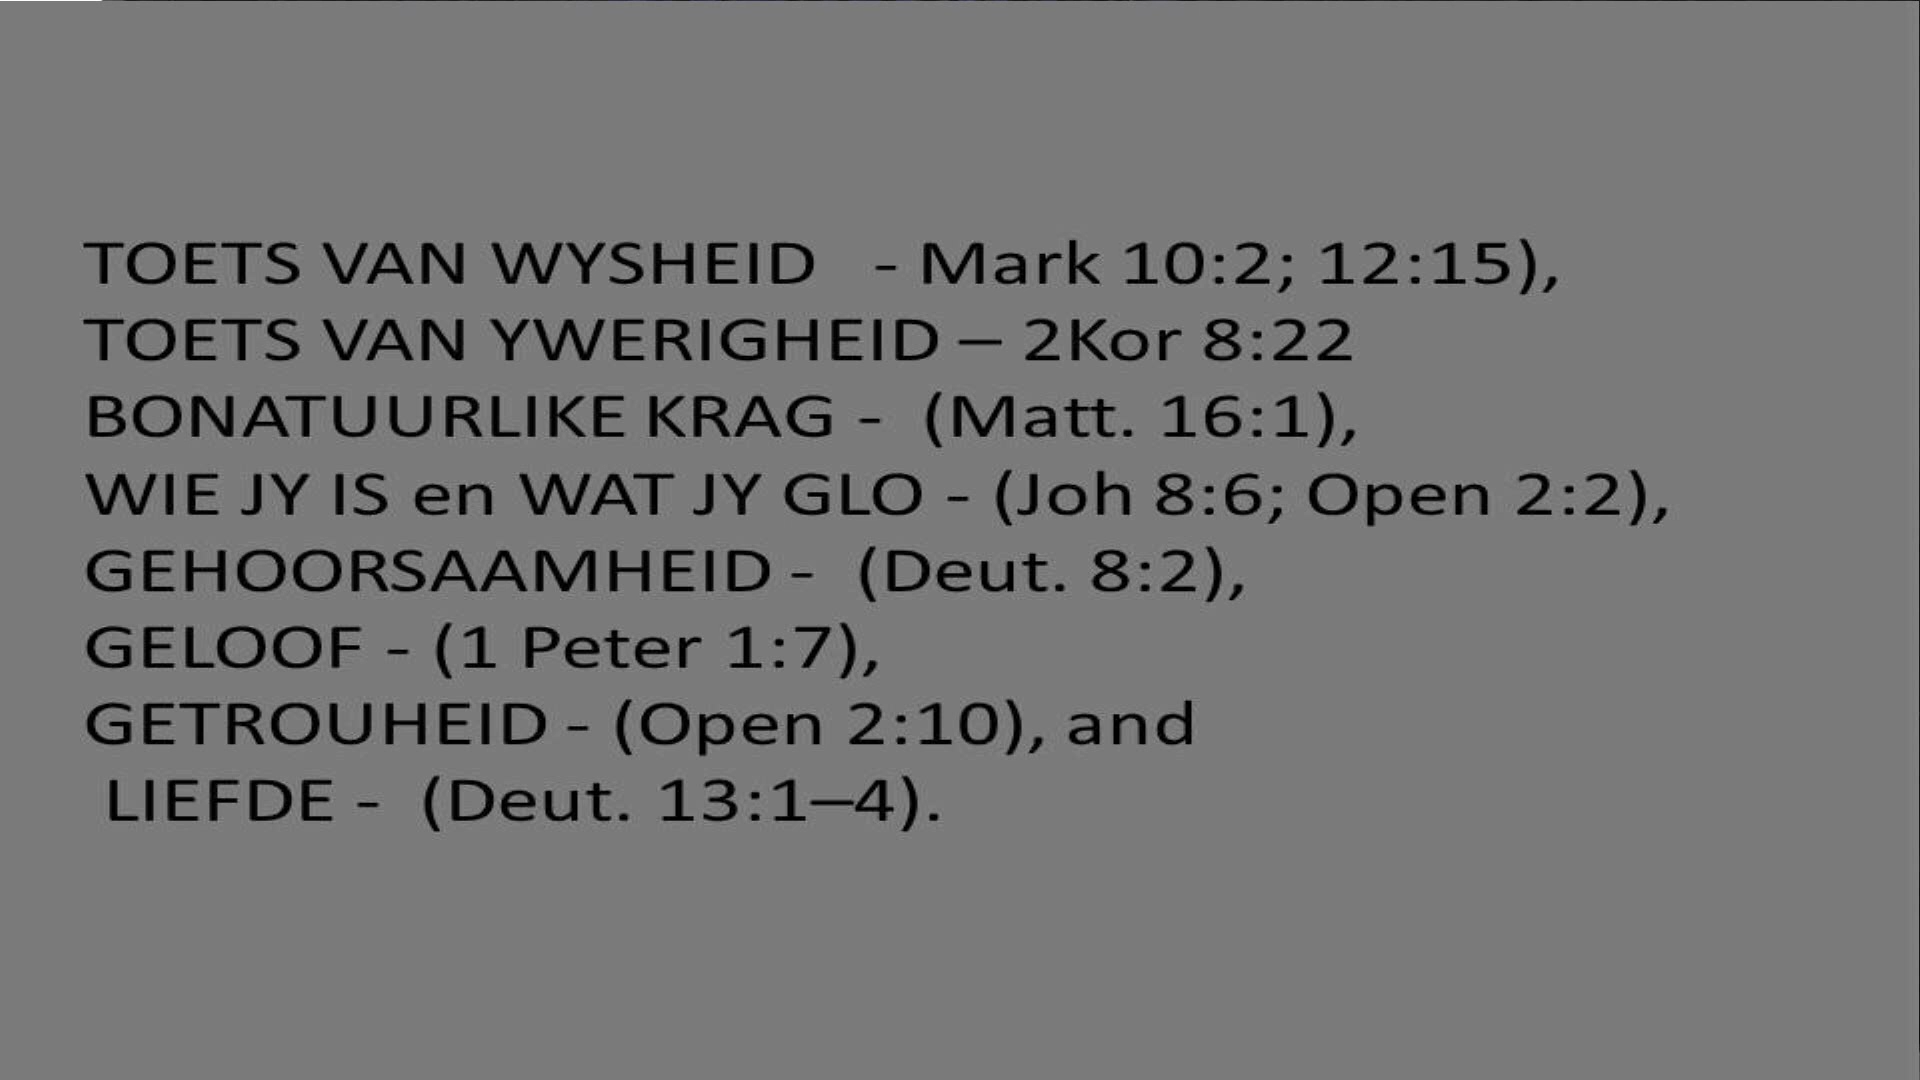 TOETS VAN WYSHEID - Mark 10:2; 12:15),
TOETS VAN YWERIGHEID – 2Kor 8:22
BONATUURLIKE KRAG - (Matt. 16:1),
WIE JY IS en WAT JY GLO - (Joh 8:6; Open 2:2),
GEHOORSAAMHEID - (Deut. 8:2),
GELOOF - (1 Peter 1:7),
GETROUHEID - (Open 2:10), and
LIEFDE - (Deut. 13:1–4).